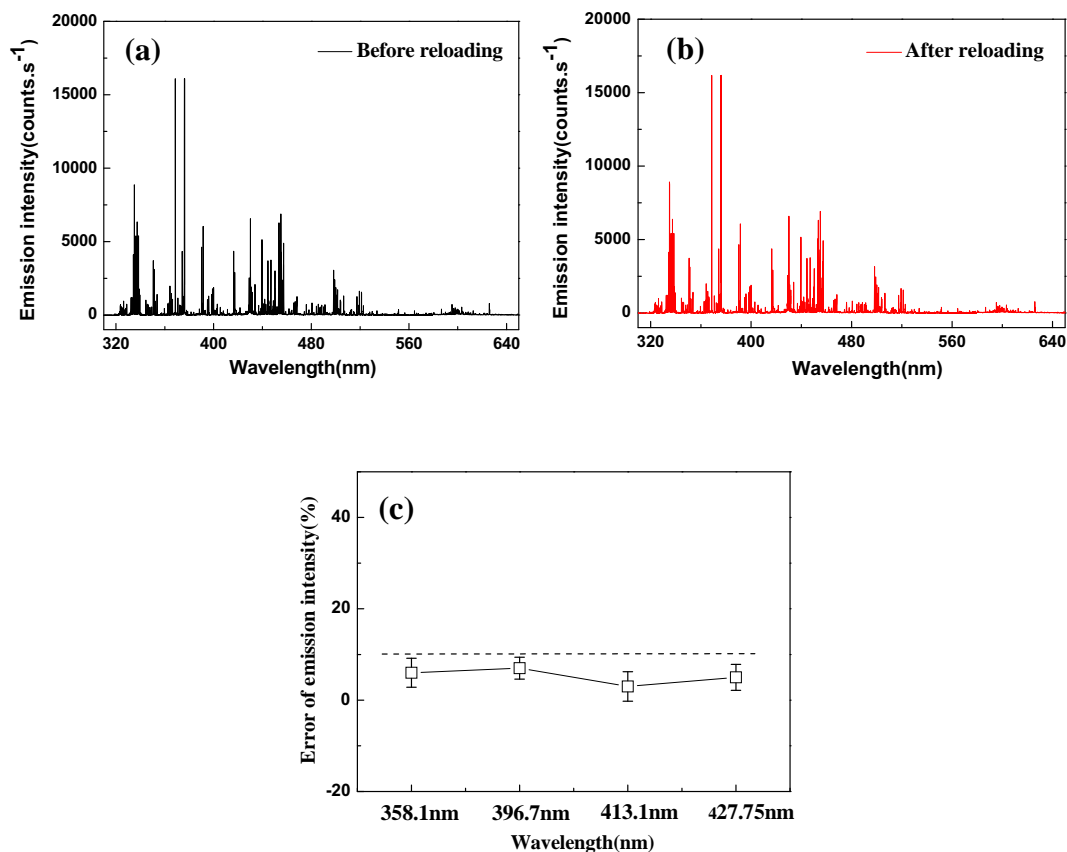 (a)
Before reloading
Emission intensity(counts.s-1)
20000
15000
10000
5000
0
320 400 480 560 640
Wavelength(nm)
(b)
After reloading
Emission intensity(counts.s-1)
20000
15000
10000
5000
0
320 400 480 560 640
Wavelength(nm)
(c)
Error of emission intensity(%)
40
20
0
-20
358.1nm 396.7nm 413.1nm 427.75nm
Wavelength(nm)